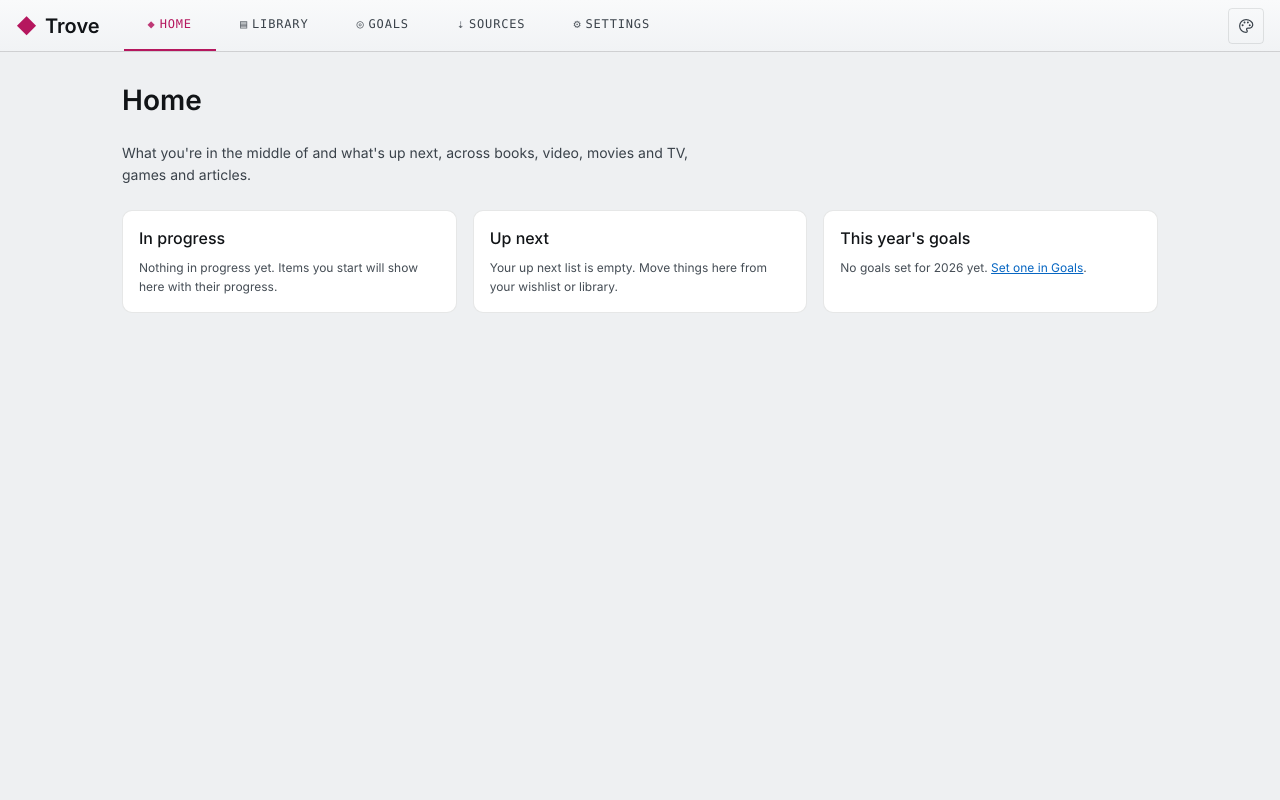 Trove
HOME
LIBRARY
GOALS
SOURCES
SETTINGS
Home
What you're in the middle of and what's up next, across books, video, movies and TV,
games and articles.
In progress
Nothing in progress yet. Items you start will show
here with their progress.
Up next
Your up next list is empty. Move things here from
your wishlist or library.
This year's goals
No goals set for 2026 yet. Set one in Goals.